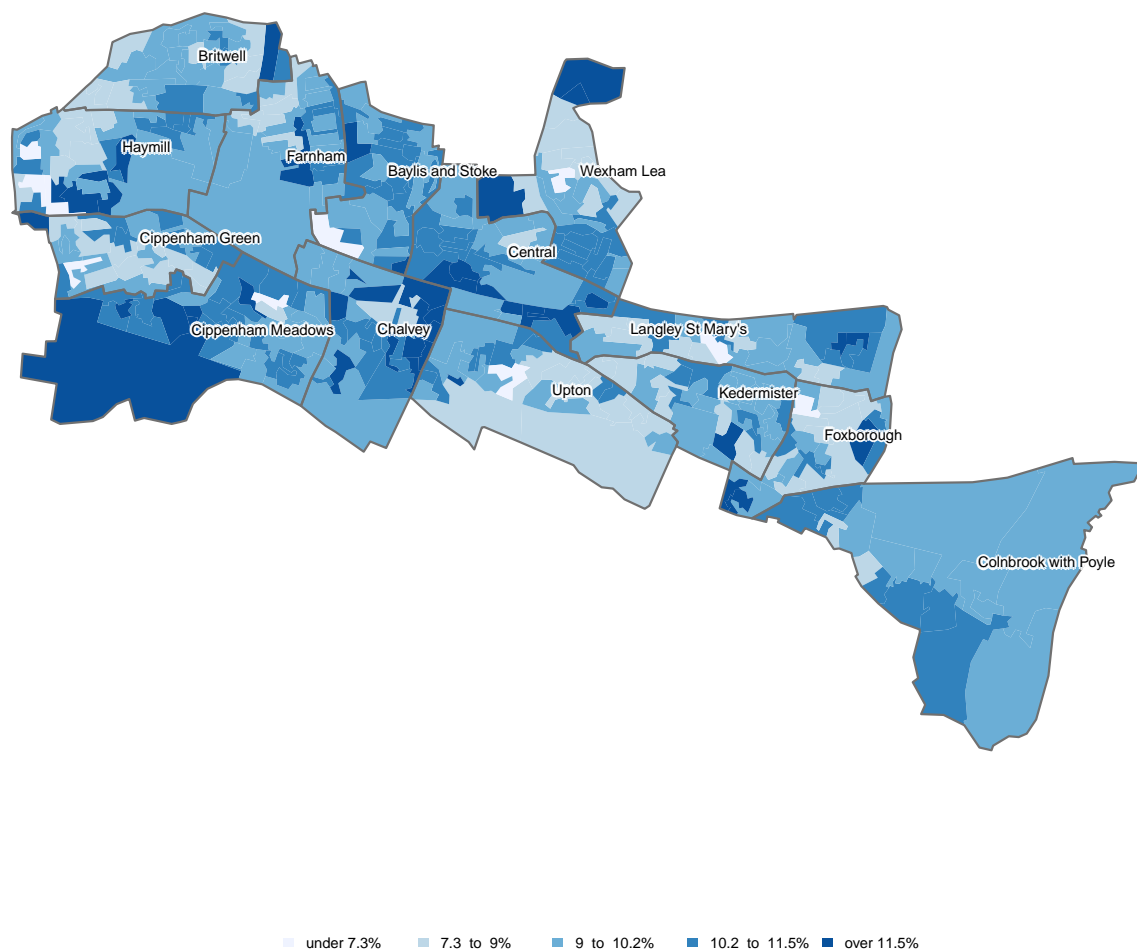 Britwell
Haymill
Farnham
Baylis and Stoke
Wexham Lea
Cippenham Green
Central
Cippenham Meadows
Chalvey
Langley St Mary's
Upton
Kedermister
Foxborough
Colnbrook with Poyle
under 7.3%
7.3 to 9%
9 to 10.2%
10.2 to 11.5%
over 11.5%